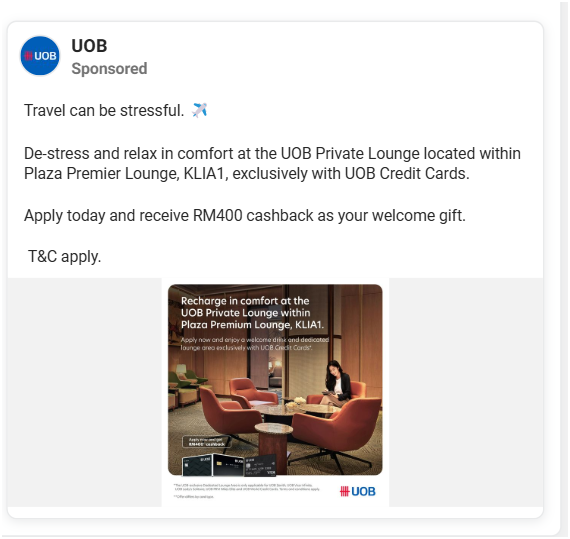 UOB
UOB
Sponsored
Travel can be stressful.
De-stress and relax in comfort at the UOB Private Lounge located within
Plaza Premier Lounge, KLIA1, exclusively with UOB Credit Cards.
Apply today and receive RM400 cashback as your welcome gift.
T&C apply.
Recharge in comfort at the
UOB Private Lounge within
Plaza Premium Lounge, KLIA1.
Apply now and enjoy a welcome drink and dedicated
lounge area exclusively with UOB Credit Cards*.
Apply now and get
RM400 cashback
UOB
UOB
VISA
UOB